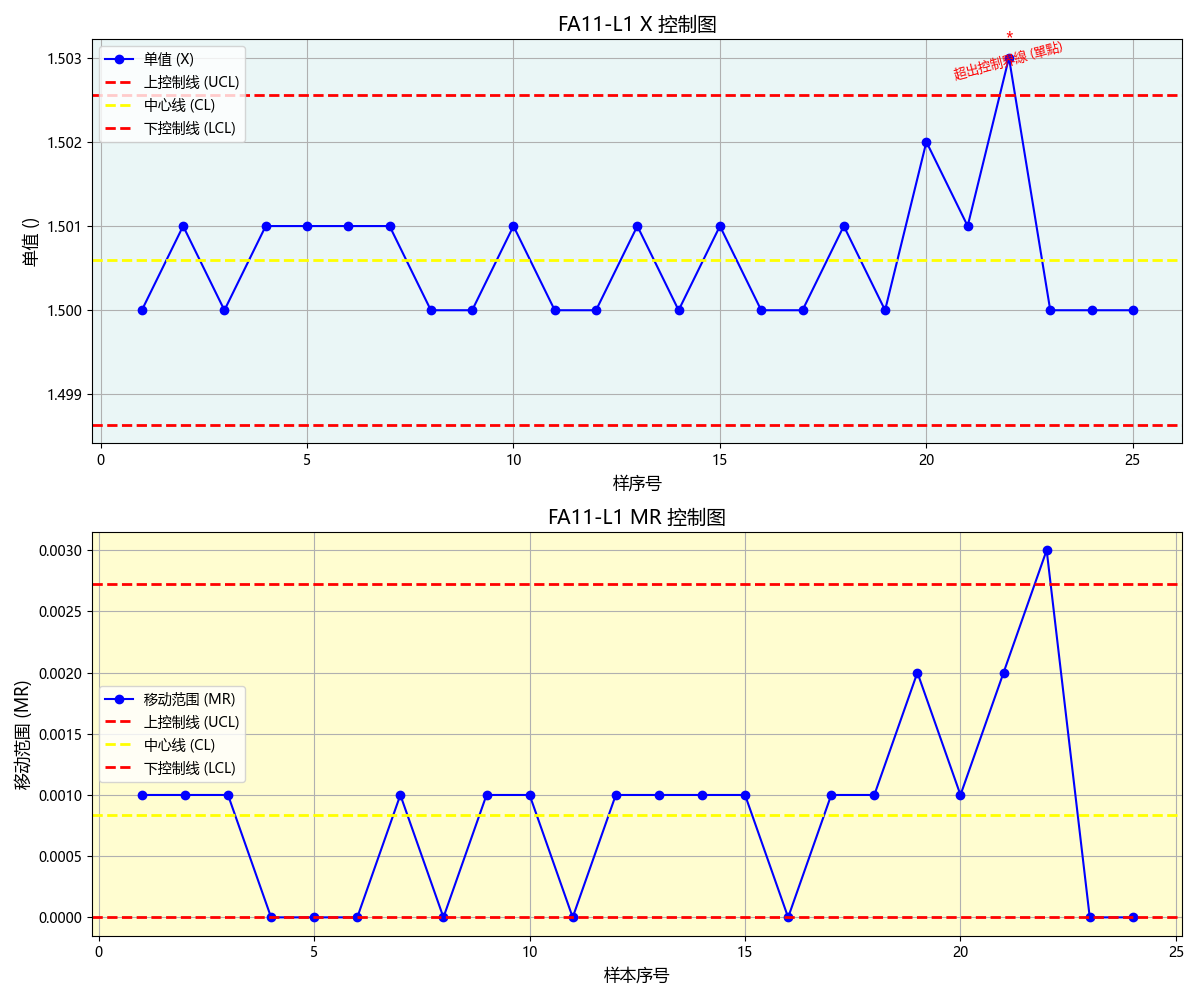 FA11-L1 X 控制图
*
超出控制界線 (單點)
单值 (X)
上控制线 (UCL)
中心线 (CL)
下控制线 (LCL)
1.503
1.502
1.501
1.500
1.499
单值 ()
0 5 10 15 20 25
样序号
FA11-L1 MR 控制图
0.0030
0.0025
0.0020
0.0015
0.0010
0.0005
0.0000
移动范围 (MR)
移动范围 (MR)
上控制线 (UCL)
中心线 (CL)
下控制线 (LCL)
0 5 10 15 20 25
样本序号